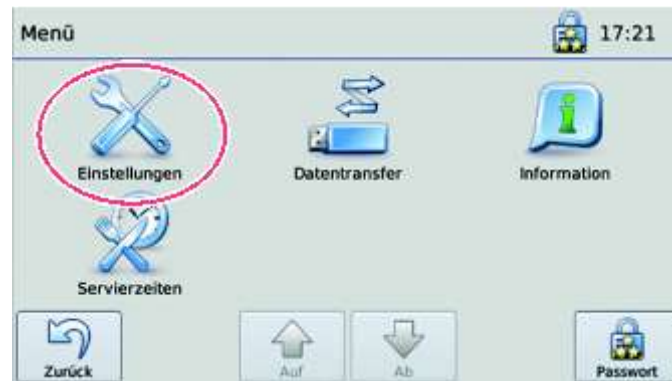 Menü 17:21
Einstellungen Datentransfer Information
Servierzeiten
Zurück Auf Ab Passwort